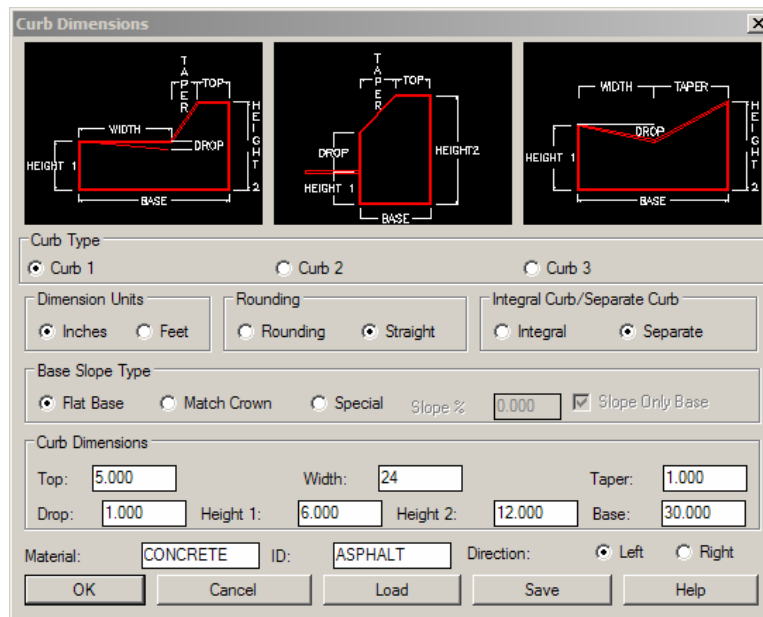 Curb Dimensions
TAPER
TOP
WIDTH
DROP
HEIGHT 1
HEIGHT 2
BASE
TAPER
TOP
DROP
HEIGHT2
HEIGHT 1
BASE
WIDTH TAPER
DROP
HEIGHT 1
HEIGHT 2
BASE
Curb Type
Curb 1 Curb 2 Curb 3
Dimension Units Rounding Integral Curb/Separate Curb
Inches Feet Rounding Straight Integral Separate
Base Slope Type
Flat Base Match Crown Special Slope % 0.000 Slope Only Base
Curb Dimensions
Top: 5.000 Width: 24 Taper: 1.000
Drop: 1.000 Height 1: 6.000 Height 2: 12.000 Base: 30.000
Material: CONCRETE ID: ASPHALT Direction: Left Right
OK Cancel Load Save Help